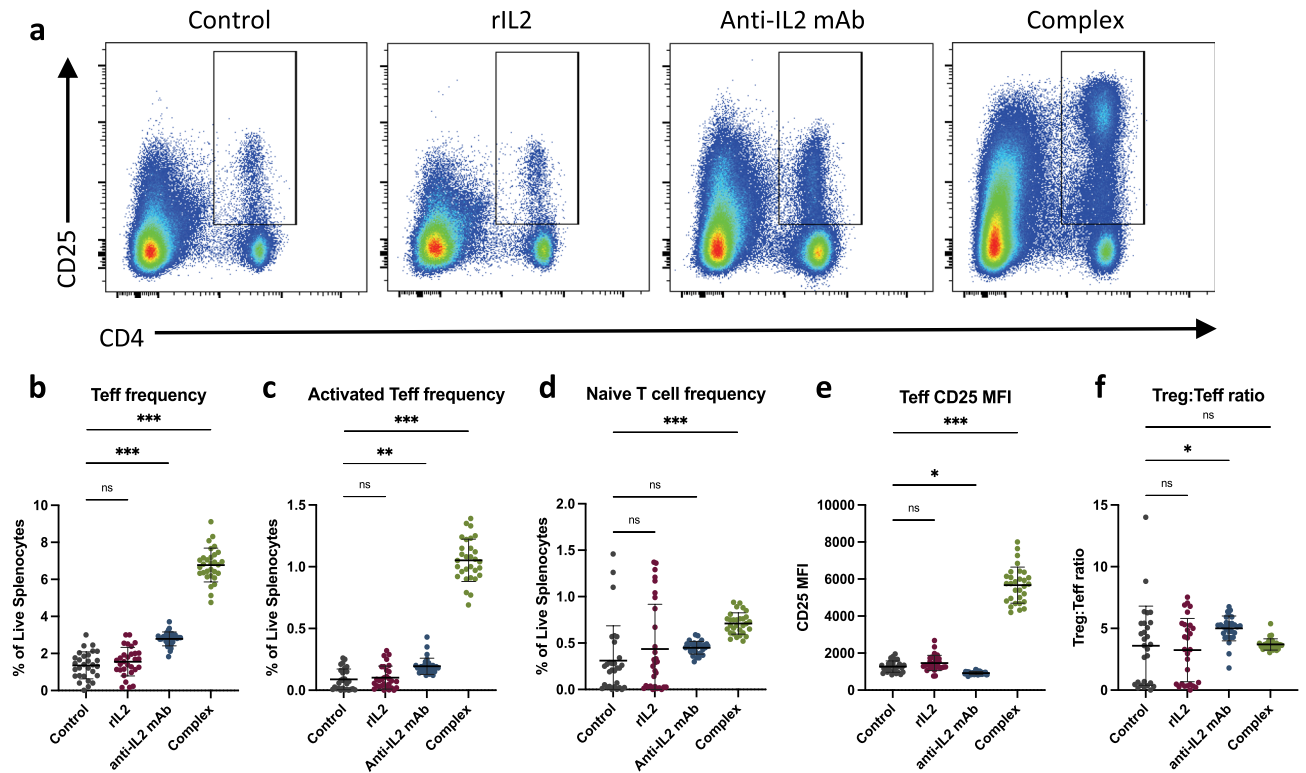 a
Control
rIL2
Anti-IL2 mAb
Complex
CD25
CD4
b
Teff frequency
***
***
ns
% of Live Splenocytes
10
8
6
4
2
0
Control
rIL2
anti-IL2 mAb
Complex
c
Activated Teff frequency
***
**
ns
% of Live Splenocytes
1.5
1.0
0.5
0.0
Control
rIL2
Anti-IL2 mAb
Complex
d
Naive T cell frequency
***
ns
ns
% of Live Splenocytes
2.0
1.5
1.0
0.5
0.0
Control
rIL2
Anti-IL2 mAb
Complex
e
Teff CD25 MFI
***
*
ns
CD25 MFI
10000
8000
6000
4000
2000
0
Control
rIL2
anti-IL2 mAb
Complex
f
Treg:Teff ratio
ns
*
ns
Treg:Teff ratio
15
10
5
0
Control
rIL2
anti-IL2 mAb
Complex